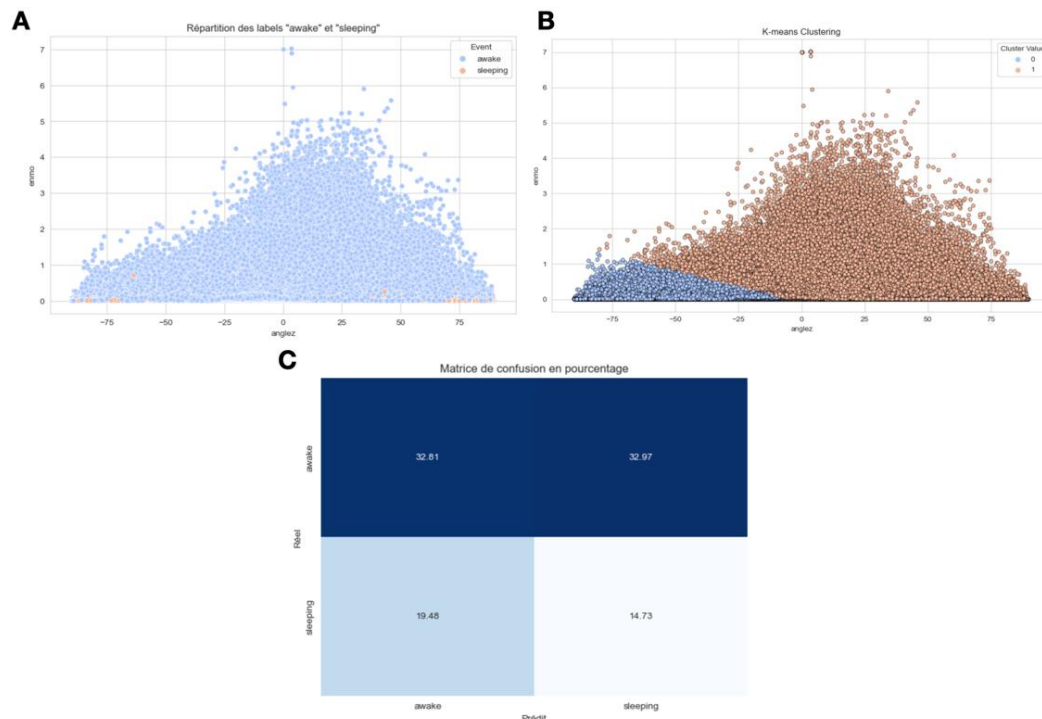 A
Répartition des labels "awake" et "sleeping"
Event
awake
sleeping
7
6
5
4
3
2
1
0
enmo
−75
−50
−25
0
25
50
75
anglez
B
K-means Clustering
Cluster Value
0
1
7
6
5
4
3
2
1
0
enmo
−75
−50
−25
0
25
50
75
anglez
C
Matrice de confusion en pourcentage
awake
32.81
32.97
Réel
sleeping
19.48
14.73
awake
sleeping
Prédit